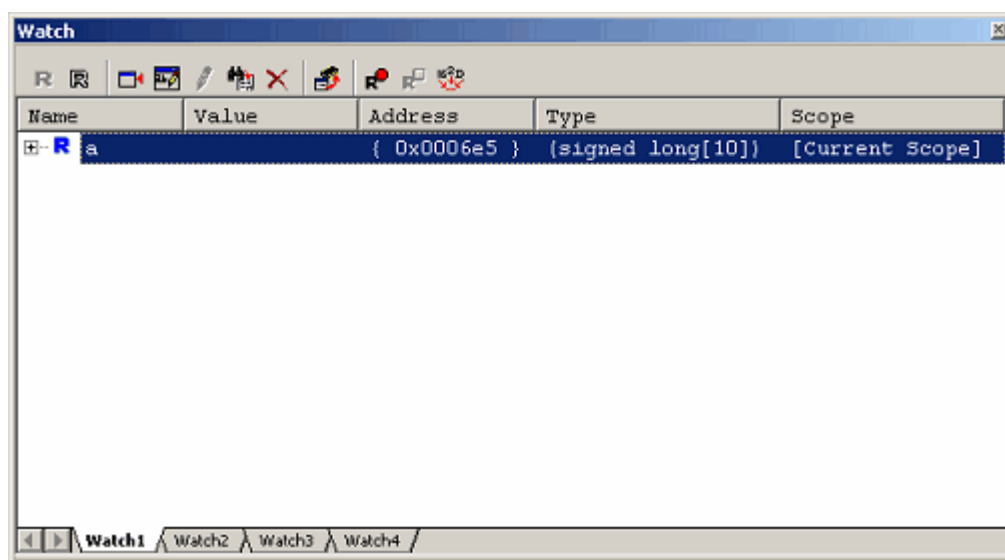 Watch
Name Value Address Type Scope
R a { 0x0006e5 } (signed long[10]) [Current Scope]
Watch1 Watch2 Watch3 Watch4